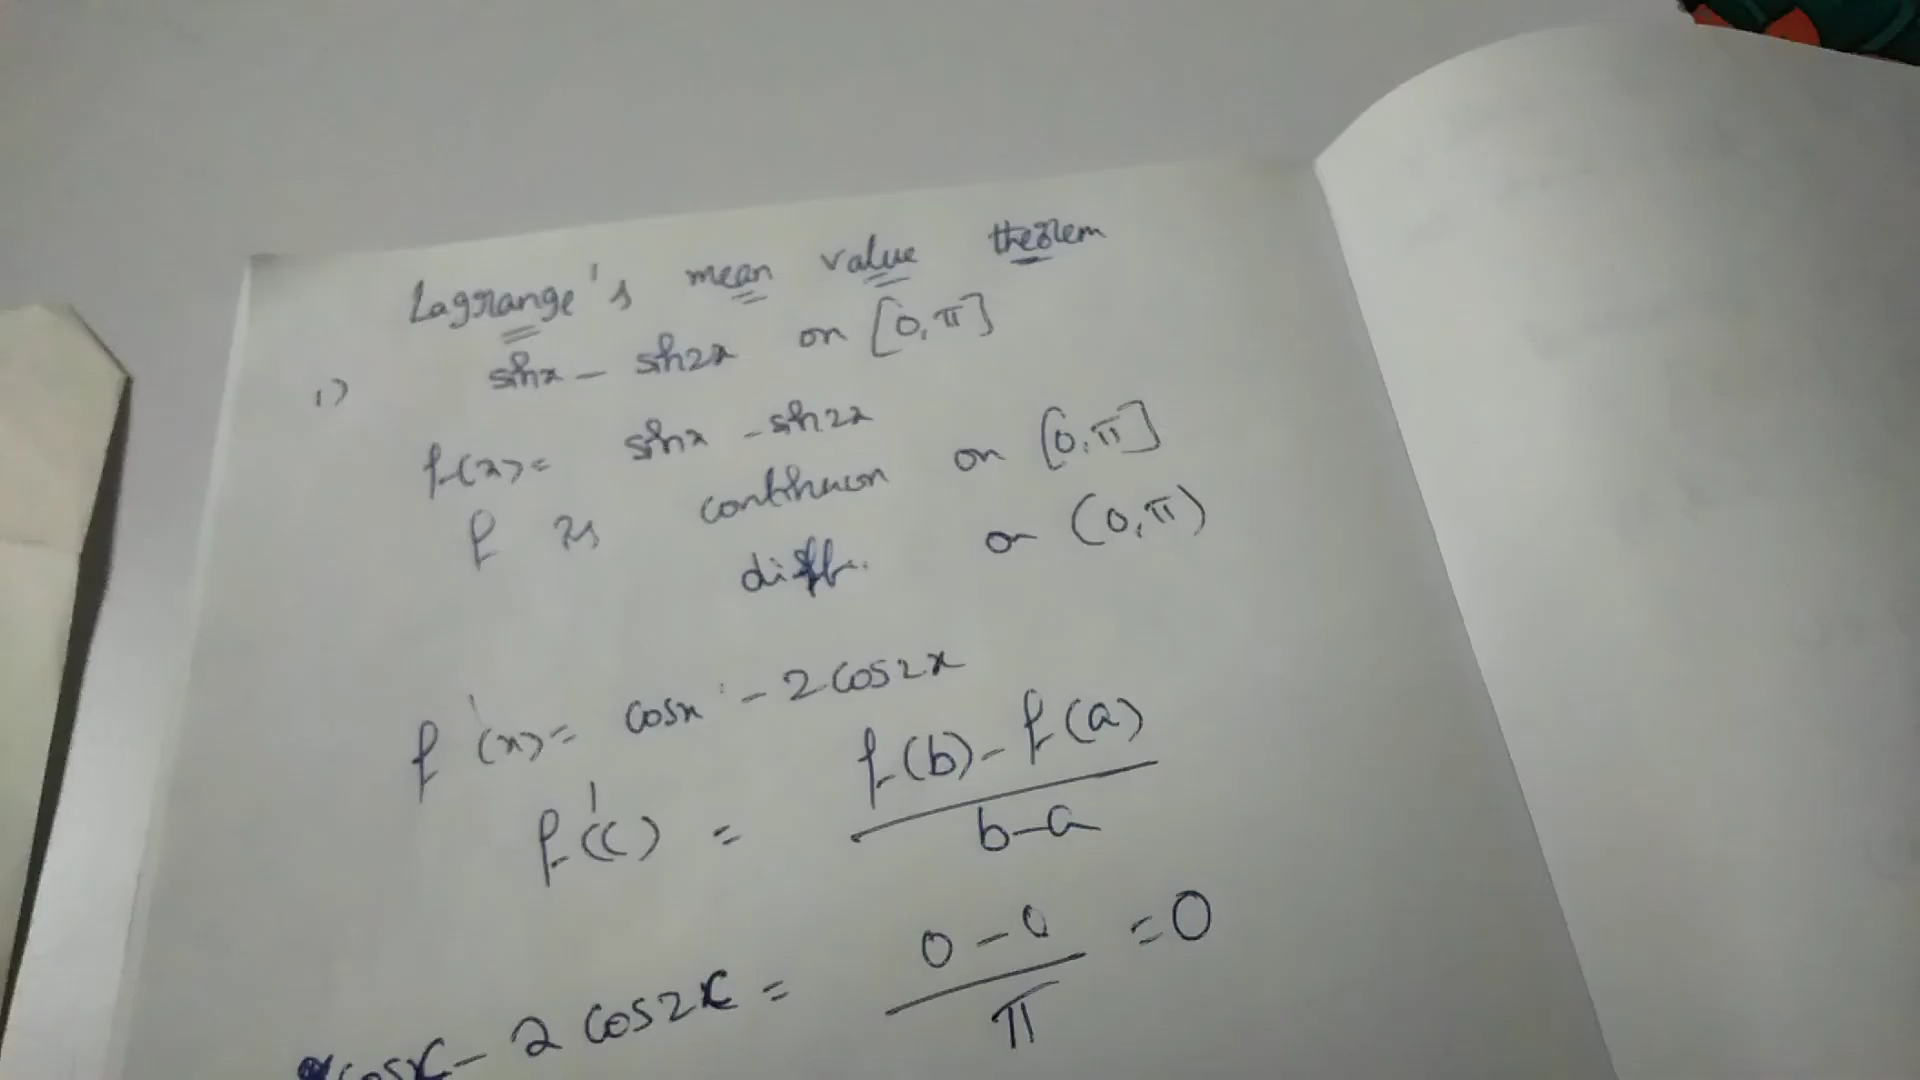 Lagrange's mean value theorem
1) sinx - sin2x on [0, π]
f(x) = sinx - sin2x
f is continuou on [0, π]
diff. on (0, π)
f'(x) = cosx - 2cos2x
f'(c) = f(b) - f(a) / b-a
cosc - 2cos2c = 0 - 0 / π = 0